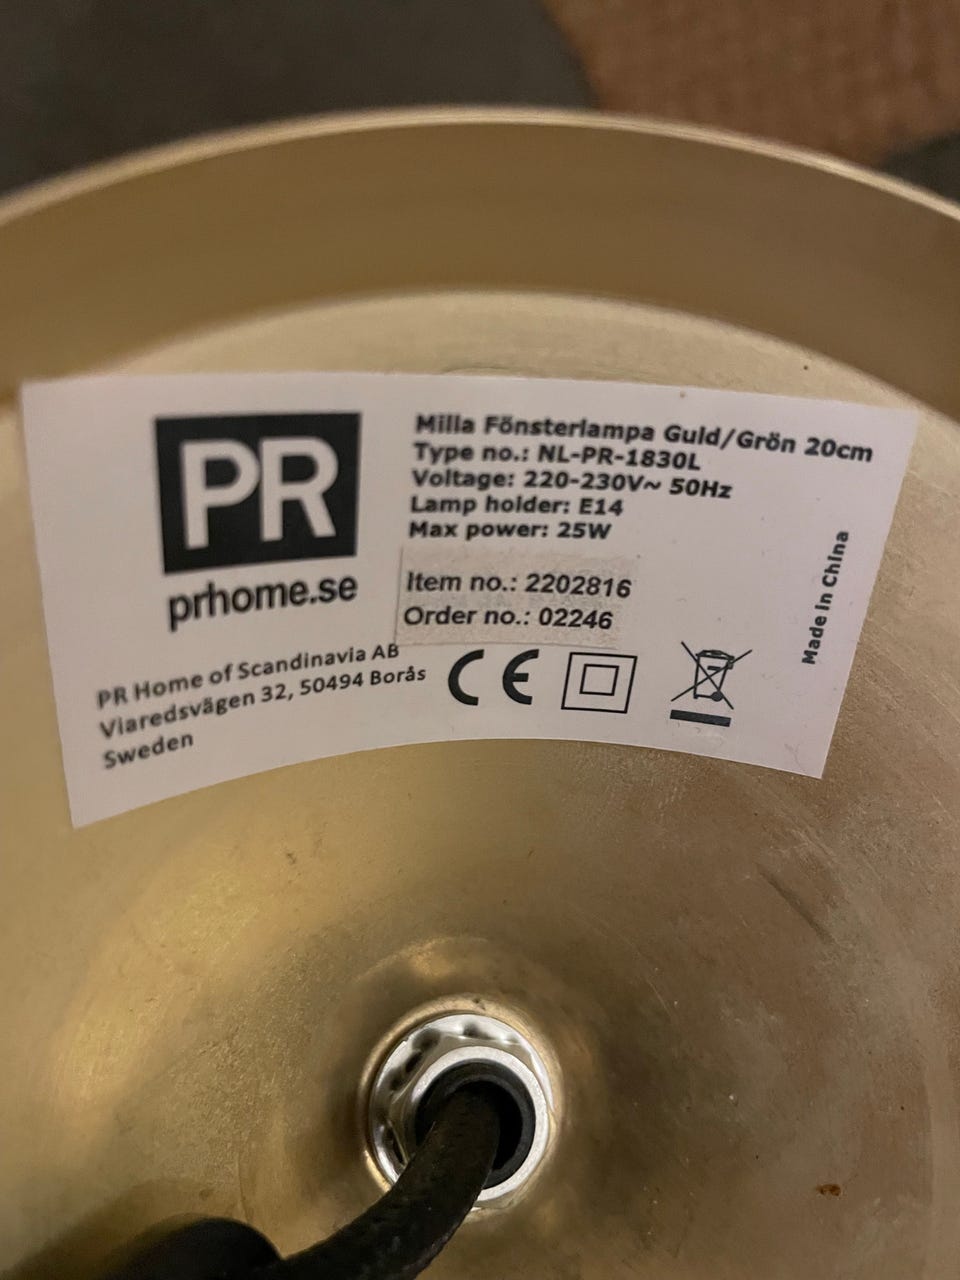 PR
prhome.se
Milla Fönsterlampa Guld/Grön 20cm
Type no.: NL-PR-1830L
Voltage: 220-230V~ 50Hz
Lamp holder: E14
Max power: 25W
Item no.: 2202816
Order no.: 02246
PR Home of Scandinavia AB
Viaredsvägen 32, 50494 Borås
Sweden
CE
Made in China